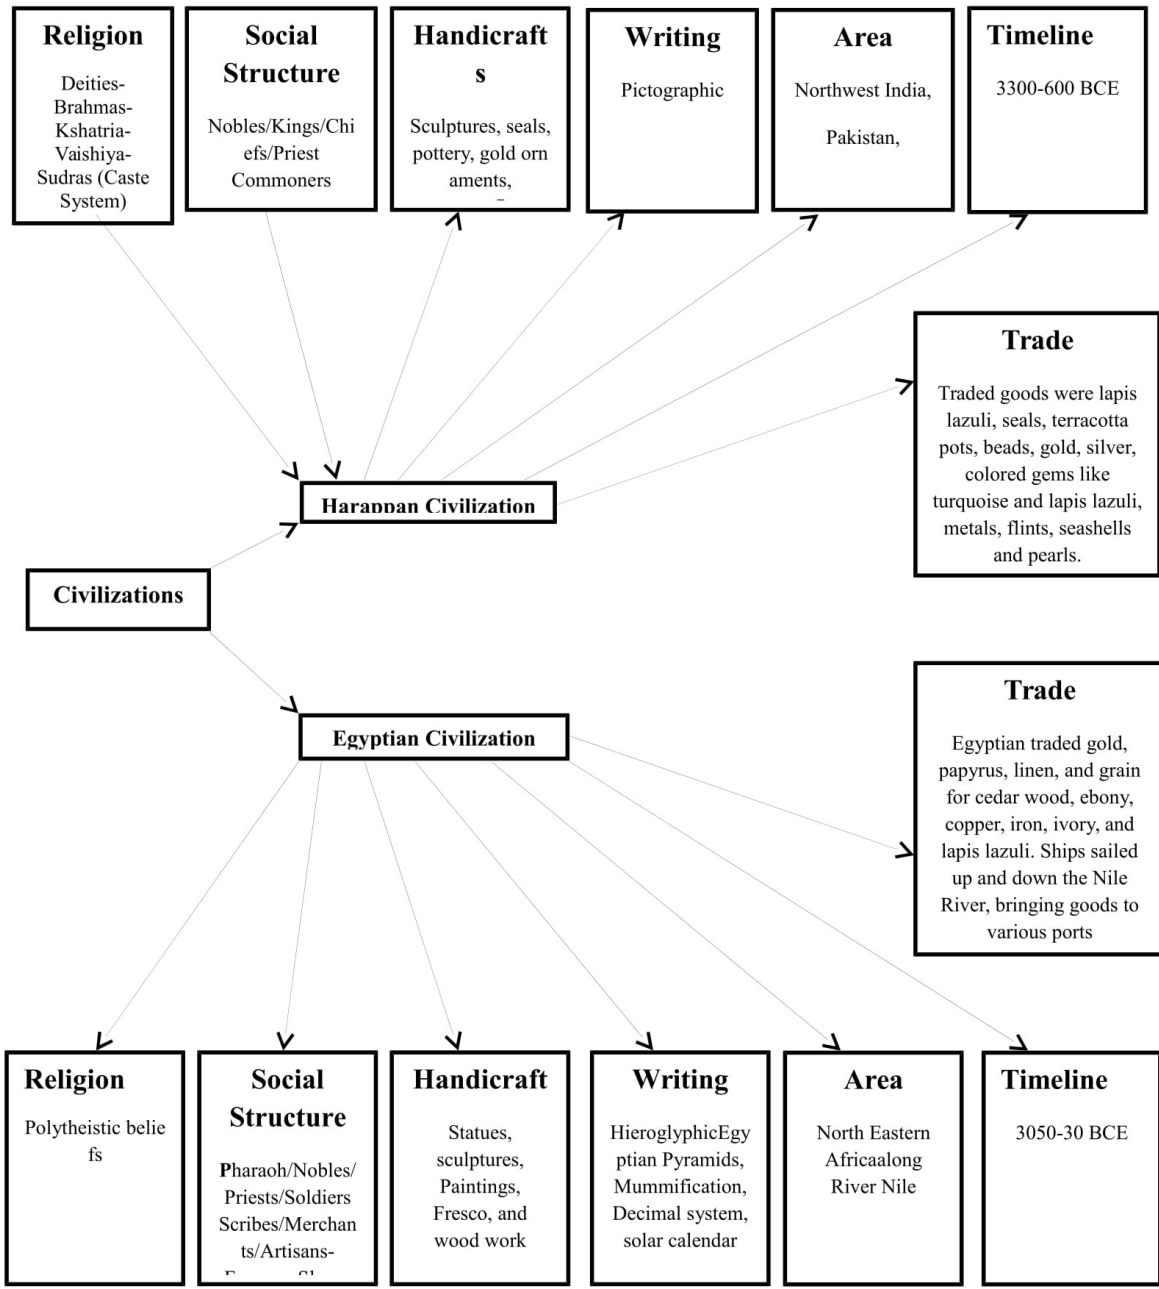 Religion
Deities-
Brahmas-
Kshatria-
Vaishiya-
Sudras (Caste
System)
Social
Structure
Nobles/Kings/Chi
efs/Priest
Commoners
Handicraft
s
Sculptures, seals,
pottery, gold orn
aments,
Writing
Pictographic
Area
Northwest India,
Pakistan,
Timeline
3300-600 BCE
Trade
Traded goods were lapis
lazuli, seals, terracotta
pots, beads, gold, silver,
colored gems like
turquoise and lapis lazuli,
metals, flints, seashells
and pearls.
Harappan Civilization
Civilizations
Egyptian Civilization
Trade
Egyptian traded gold,
papyrus, linen, and grain
for cedar wood, ebony,
copper, iron, ivory, and
lapis lazuli. Ships sailed
up and down the Nile
River, bringing goods to
various ports
Religion
Polytheistic belie
fs
Social
Structure
Pharaoh/Nobles/
Priests/Soldiers
Scribes/Merchan
ts/Artisans-
Handicraft
Statues,
sculptures,
Paintings,
Fresco, and
wood work
Writing
HieroglyphicEgy
ptian Pyramids,
Mummification,
Decimal system,
solar calendar
Area
North Eastern
Africaalong
River Nile
Timeline
3050-30 BCE